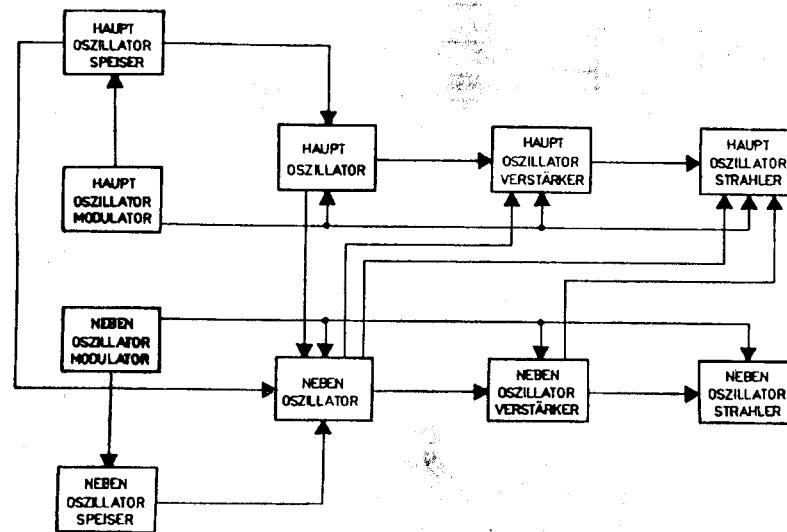 HAUPT
OSZILLATOR
SPEISER
HAUPT
OSZILLATOR
HAUPT
OSZILLATOR
VERSTÄRKER
HAUPT
OSZILLATOR
STRAHLER
HAUPT
OSZILLATOR
MODULATOR
NEBEN
OSZILLATOR
MODULATOR
NEBEN
OSZILLATOR
NEBEN
OSZILLATOR
VERSTÄRKER
NEBEN
OSZILLATOR
STRAHLER
NEBEN
OSZILLATOR
SPEISER